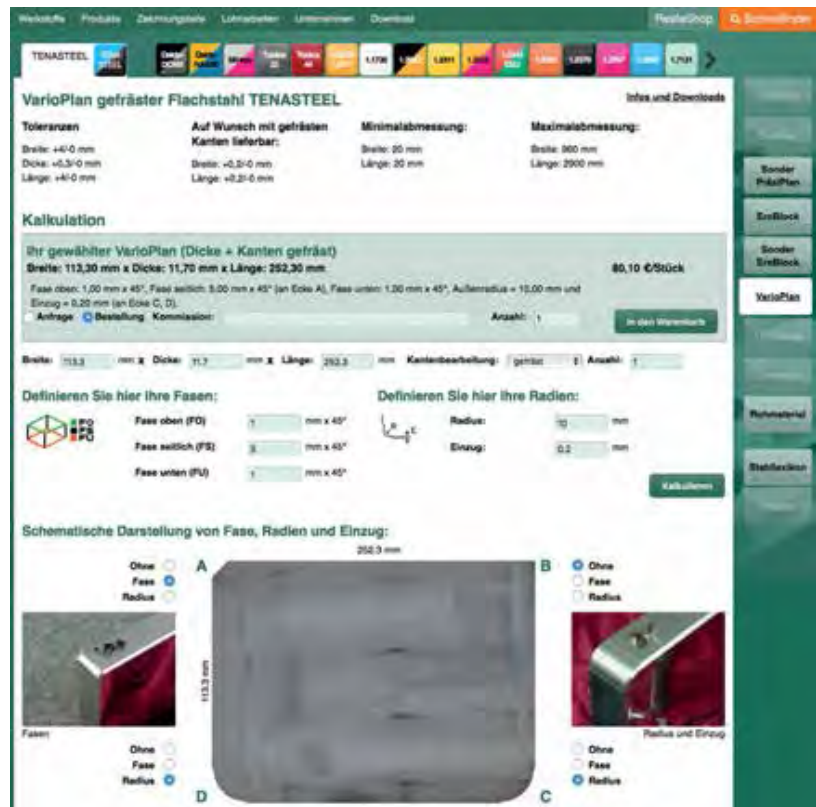 Werkstoffe Produkte Zeichnungsteile Lohnarbeiten Unternehmen Download
TENASTEEL
VarioPlan gefräster Flachstahl TENASTEEL
Infos und Downloads
Toleranzen
Breite: +4/-0 mm
Dicke: +0,3/-0 mm
Länge: +4/-0 mm
Auf Wunsch mit gefrästen
Kanten lieferbar:
Breite: +0,2/-0 mm
Länge: +0,2/-0 mm
Minimalabmessung:
Breite: 20 mm
Länge: 20 mm
Maximalabmessung:
Länge: 2000 mm
Sonder
PräziPlan
EroBlock
Sonder
EroBlock
VarioPlan
Rohmaterial
Stahllexikon
Kalkulation
Ihr gewählter VarioPlan (Dicke + Kanten gefräst)
Breite: 113,30 mm x Dicke: 11,70 mm x Länge: 252,30 mm
80,10 €/Stück
Fase oben: 1,00 mm x 45°, Fase seitlich: 5,00 mm x 45° (an Ecke A), Fase unten: 1,00 mm x 45°, Außenradius = 10,00 mm und
Einzug = 0,20 mm (an Ecke C, D).
Anfrage Bestellung Kommission: Anzahl: 1
In den Warenkorb
Breite: 113.3 mm x Dicke: 11.7 mm x Länge: 252.3 mm Kantenbearbeitung: gefräst Anzahl: 1
Definieren Sie hier Ihre Fasen:
FO
FS
FU
Fase oben (FO) 1 mm x 45°
Fase seitlich (FS) 5 mm x 45°
Fase unten (FU) 1 mm x 45°
Definieren Sie hier Ihre Radien:
Radius: 10 mm
Einzug: 0.2 mm
Kalkulieren
Schematische Darstellung von Fase, Radien und Einzug:
252.3 mm
Ohne
Fase
Radius
A
B
Ohne
Fase
Radius
113.3 mm
Fasen
Radius und Einzug
Ohne
Fase
Radius
D
C
Ohne
Fase
Radius